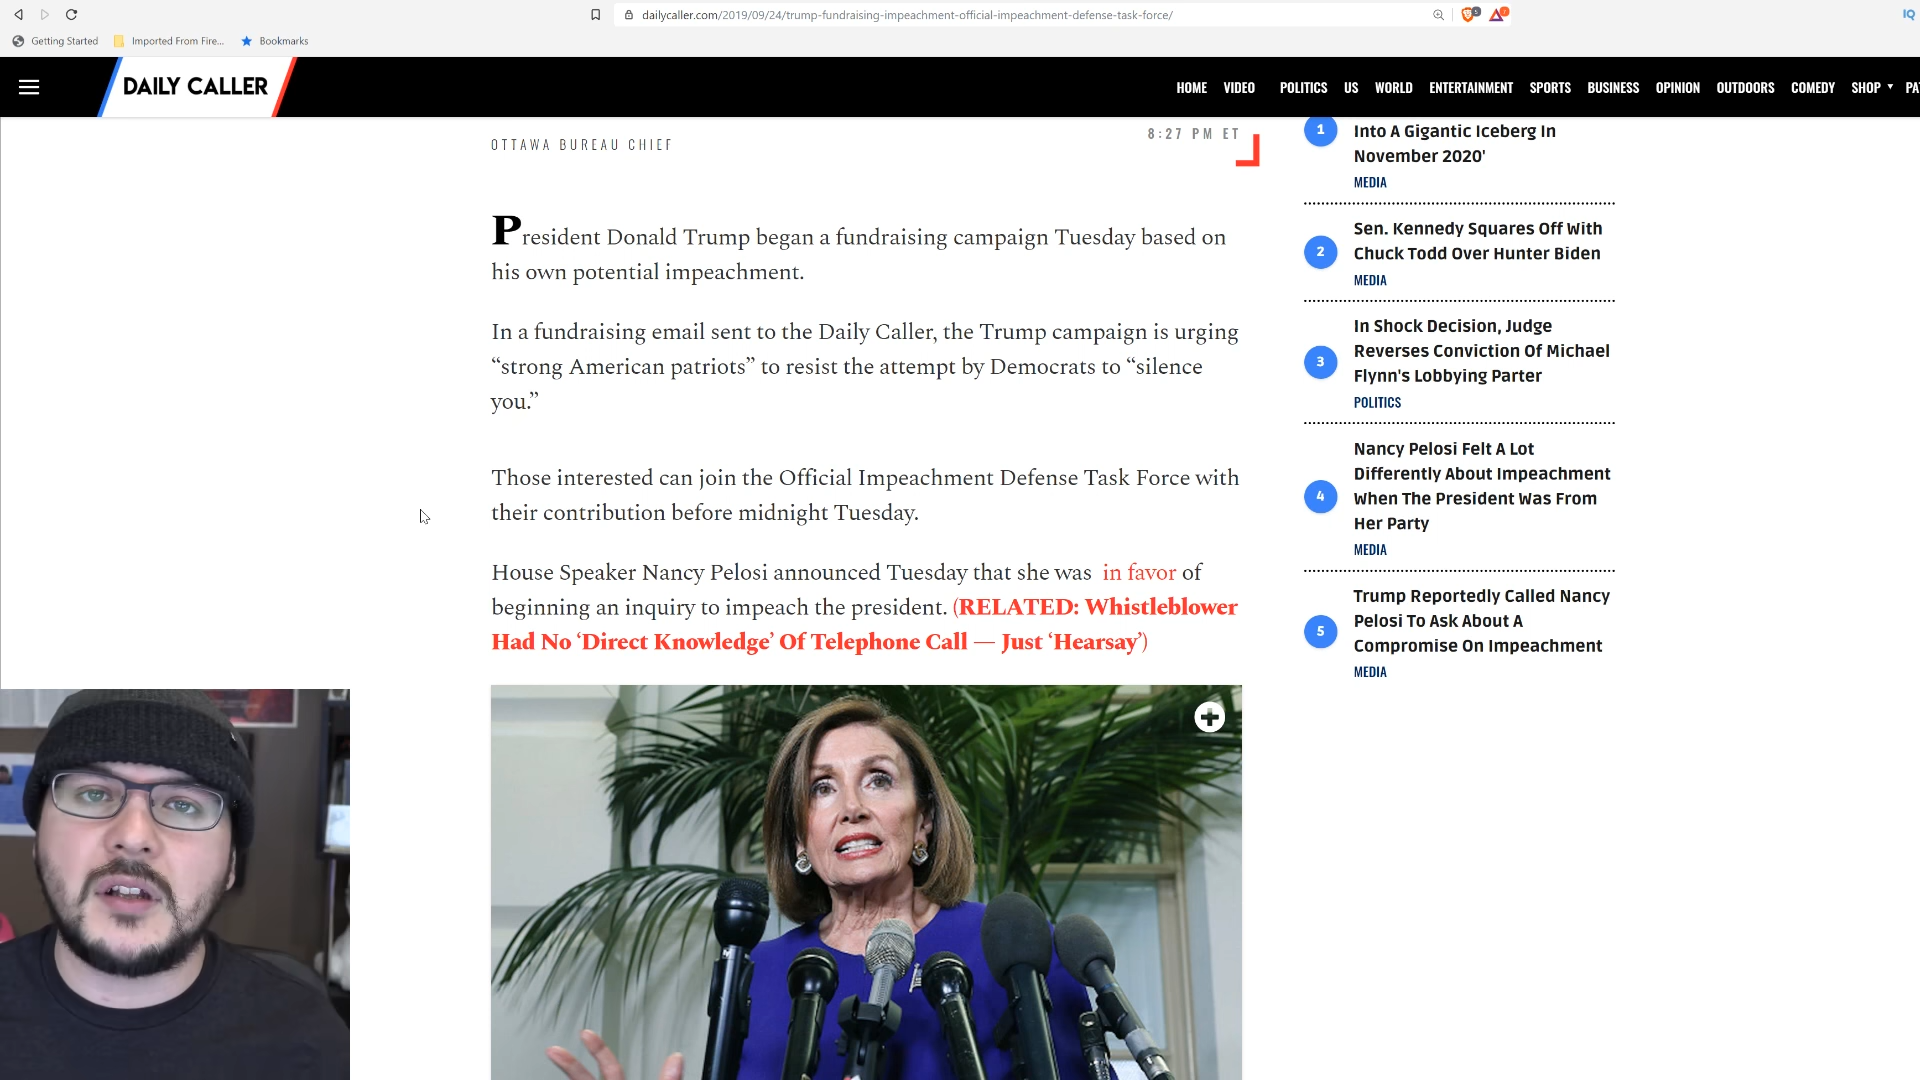 dailycaller.com/2019/09/24/trump-fundraising-impeachment-official-impeachment-defense-task-force/
IQ
Getting Started
Imported From Fire...
Bookmarks
DAILY CALLER
HOME VIDEO POLITICS US WORLD ENTERTAINMENT SPORTS BUSINESS OPINION OUTDOORS COMEDY SHOP PA
OTTAWA BUREAU CHIEF
8:27 PM ET
President Donald Trump began a fundraising campaign Tuesday based on
his own potential impeachment.
In a fundraising email sent to the Daily Caller, the Trump campaign is urging
“strong American patriots” to resist the attempt by Democrats to “silence
you.”
Those interested can join the Official Impeachment Defense Task Force with
their contribution before midnight Tuesday.
House Speaker Nancy Pelosi announced Tuesday that she was in favor of
beginning an inquiry to impeach the president. (RELATED: Whistleblower
Had No ‘Direct Knowledge’ Of Telephone Call — Just ‘Hearsay’)
1
Into A Gigantic Iceberg In
November 2020'
MEDIA
2
Sen. Kennedy Squares Off With
Chuck Todd Over Hunter Biden
MEDIA
3
In Shock Decision, Judge
Reverses Conviction Of Michael
Flynn's Lobbying Parter
POLITICS
4
Nancy Pelosi Felt A Lot
Differently About Impeachment
When The President Was From
Her Party
MEDIA
5
Trump Reportedly Called Nancy
Pelosi To Ask About A
Compromise On Impeachment
MEDIA